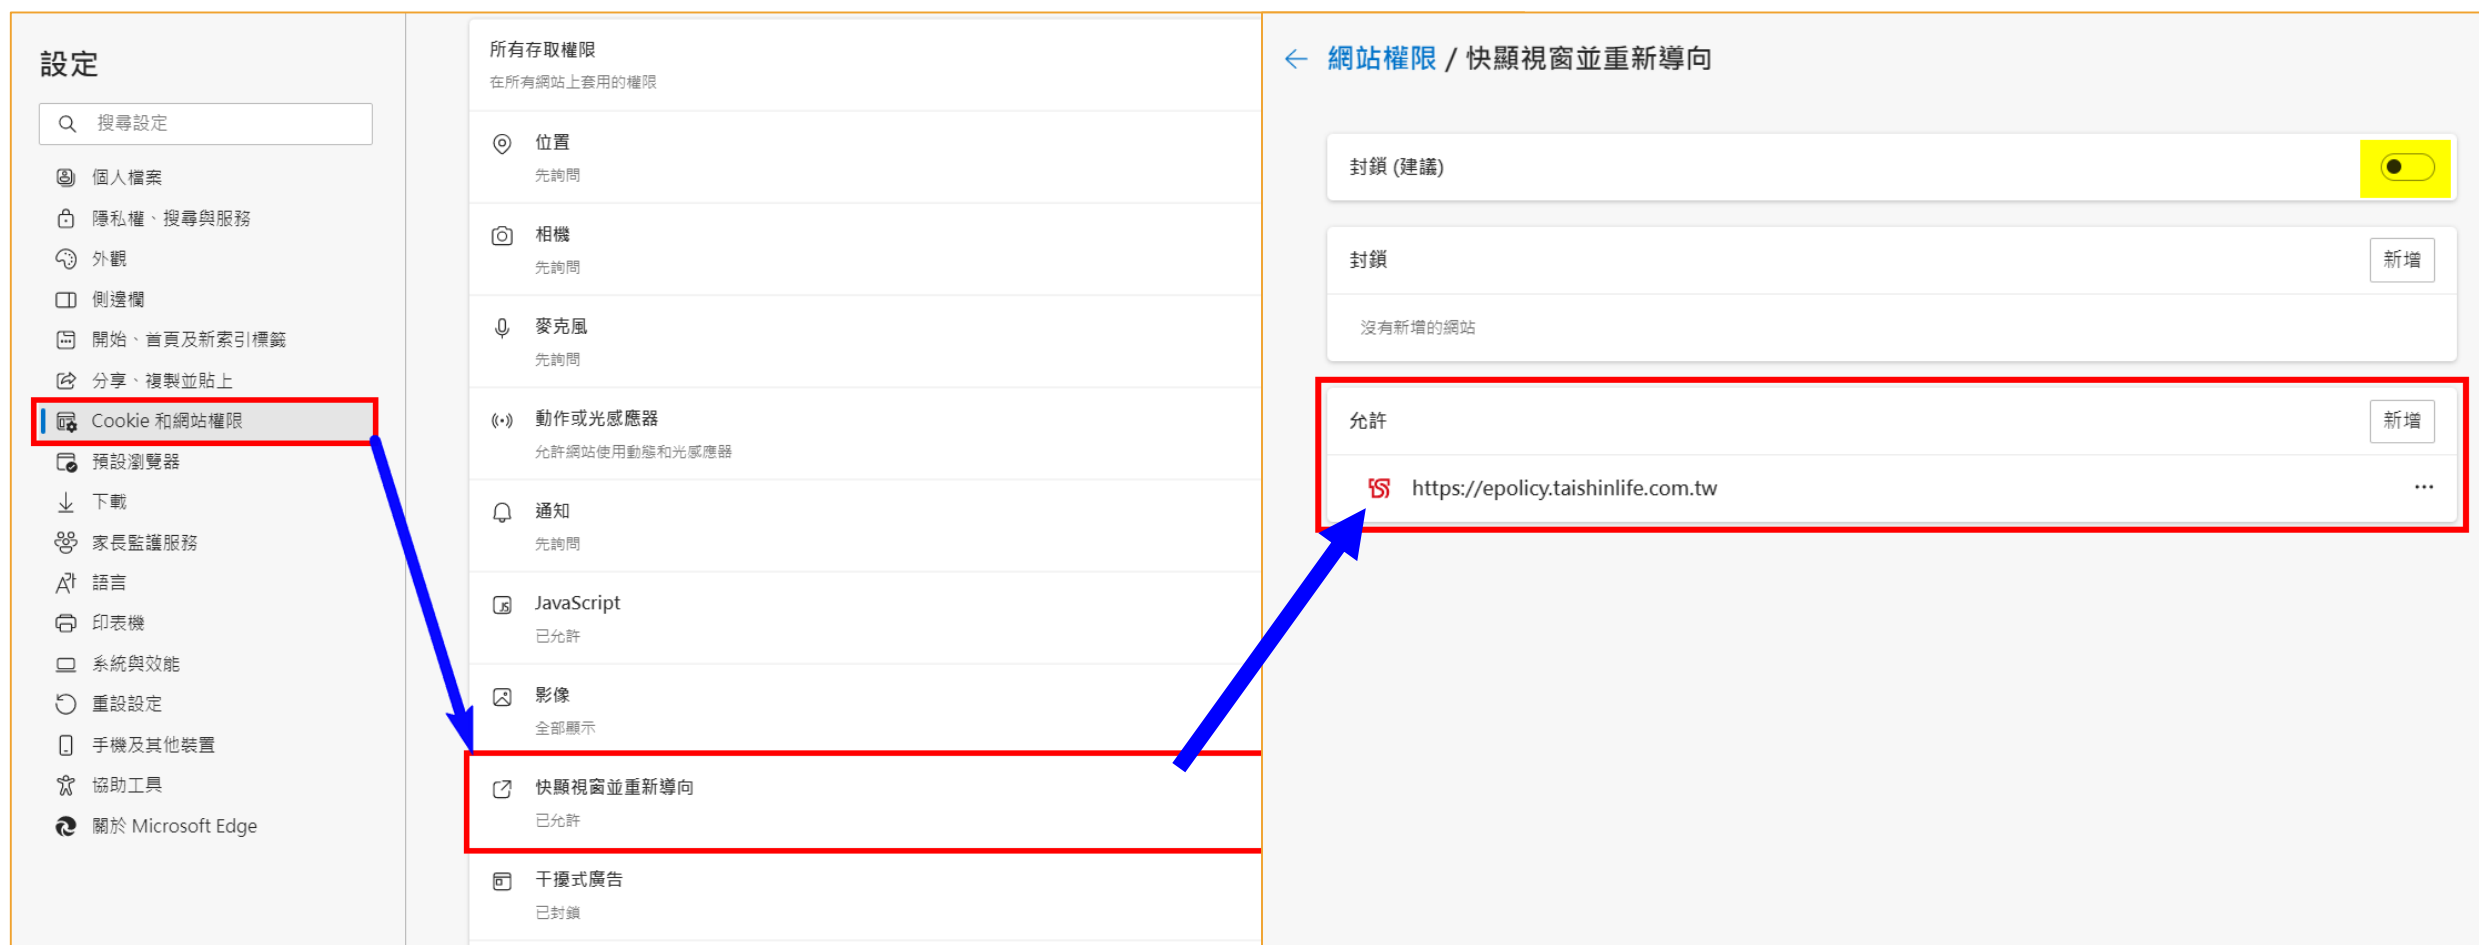 設定
搜尋設定
個人檔案
隱私權、搜尋與服務
外觀
側邊欄
開始、首頁及新索引標籤
分享、複製並貼上
Cookie 和網站權限
預設瀏覽器
下載
家長監護服務
語言
印表機
系統與效能
重設設定
手機及其他裝置
協助工具
關於 Microsoft Edge
所有存取權限
在所有網站上套用的權限
位置
先詢問
相機
先詢問
麥克風
先詢問
動作或光感應器
允許網站使用動態和光感應器
通知
先詢問
JavaScript
已允許
影像
全部顯示
快顯視窗並重新導向
已允許
干擾式廣告
已封鎖
網站權限 / 快顯視窗並重新導向
封鎖 (建議)
封鎖
新增
沒有新增的網站
允許
新增
https://epolicy.taishinlife.com.tw